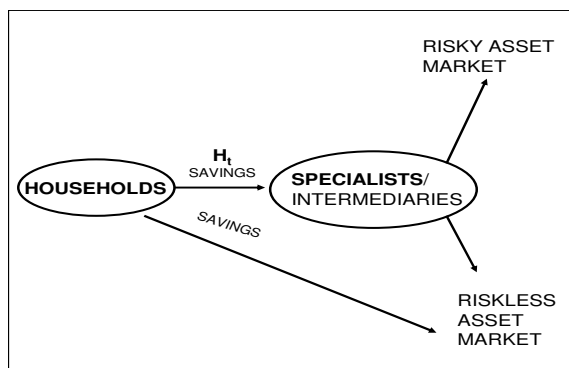 RISKY ASSET
MARKET
Ht
SAVINGS
HOUSEHOLDS
SPECIALISTS/
INTERMEDIARIES
SAVINGS
RISKLESS
ASSET
MARKET